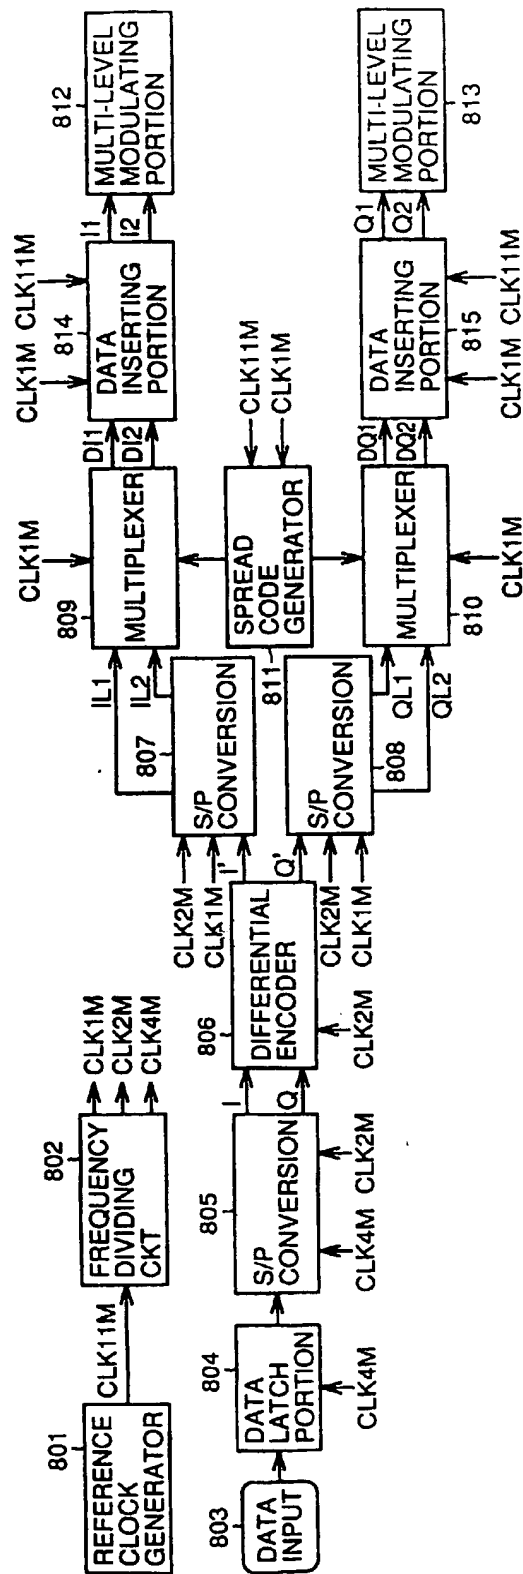 801
REFERENCE
CLOCK
GENERATOR
CLK11M
802
FREQUENCY
DIVIDING
CKT
CLK1M
CLK2M
CLK4M
803
DATA
INPUT
804
DATA
LATCH
PORTION
CLK4M
805
S/P
CONVERSION
CLK4M
CLK2M
I
Q
806
DIFFERENTIAL
ENCODER
CLK2M
CLK2M
CLK1M
I'
807
S/P
CONVERSION
Q'
CLK2M
CLK1M
S/P
CONVERSION
808
IL1
IL2
CLK1M
809
MULTIPLEXER
SPREAD
CODE
GENERATOR
811
CLK11M
CLK1M
QL1
QL2
MULTIPLEXER
810
CLK1M
DI1
DI2
CLK1M
CLK11M
814
DATA
INSERTING
PORTION
DQ1
DQ2
DATA
INSERTING
PORTION
815
CLK1M
CLK11M
I1
I2
812
MULTI-LEVEL
MODULATING
PORTION
Q1
Q2
MULTI-LEVEL
MODULATING
PORTION
813